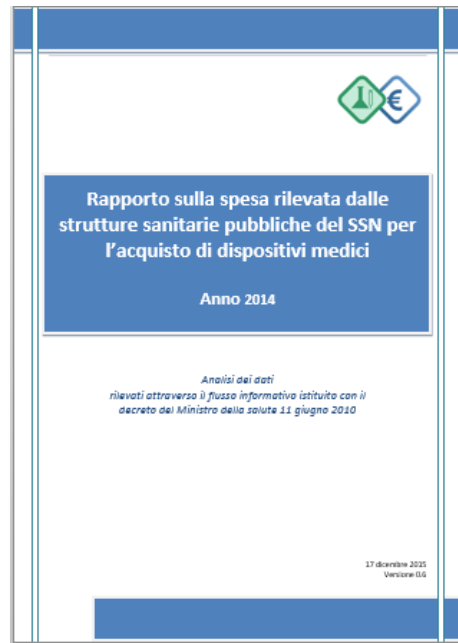 €
Rapporto sulla spesa rilevata dalle
strutture sanitarie pubbliche del SSN per
l'acquisto di dispositivi medici
Anno 2014
Analisi dei dati
rilevati attraverso il flusso informativo istituito con il
decreto del Ministro della salute 11 giugno 2010
17 dicembre 2015
Versione 0.6